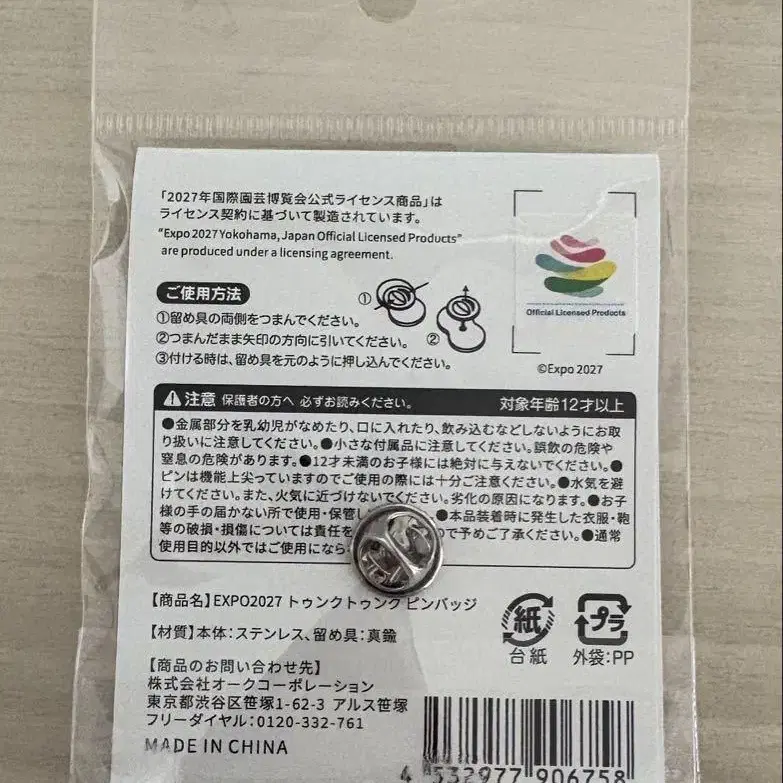 「2027年国際園芸博覧会公式ライセンス商品」は
ライセンス契約に基づいて製造されています。
“Expo 2027 Yokohama, Japan Official Licensed Products”
are produced under a licensing agreement.
Official Licensed Products
©Expo 2027
ご使用方法
①留め具の両側をつまんでください。
②つまんだまま矢印の方向に引いてください。
③付ける時は、留め具を元のように押し込んでください。
①
②
注意 保護者の方へ 必ずお読みください。 対象年齢12才以上
●金属部分を乳幼児がなめたり、口に入れたり、飲み込むなどしないようにお取
り扱いに注意してください。●小さな付属品に注意してください。誤飲の危険や
窒息の危険があります。●12才未満のお子様には絶対に与えないでください。●
ピンは機能上尖っていますのでご使用の際には十分ご注意ください。●水気を避
けてください。また、火気に近づけないでください。劣化の原因になります。●お子
様の手の届かない所で使用・保管し ●本品装着時に発生した衣服・鞄
等の破損・損傷については責任を ので予めご了承ください。●通常
使用目的以外ではご使用になら
【商品名】EXPO2027 トゥンクトゥンク ピンバッジ
【材質】本体:ステンレス、留め具:真鍮
【商品のお問い合わせ先】
株式会社オークコーポレーション
東京都渋谷区笹塚1-62-3 アルス笹塚
フリーダイヤル:0120-332-761
MADE IN CHINA
紙
台紙
プラ
外袋:PP
4 532977 906758